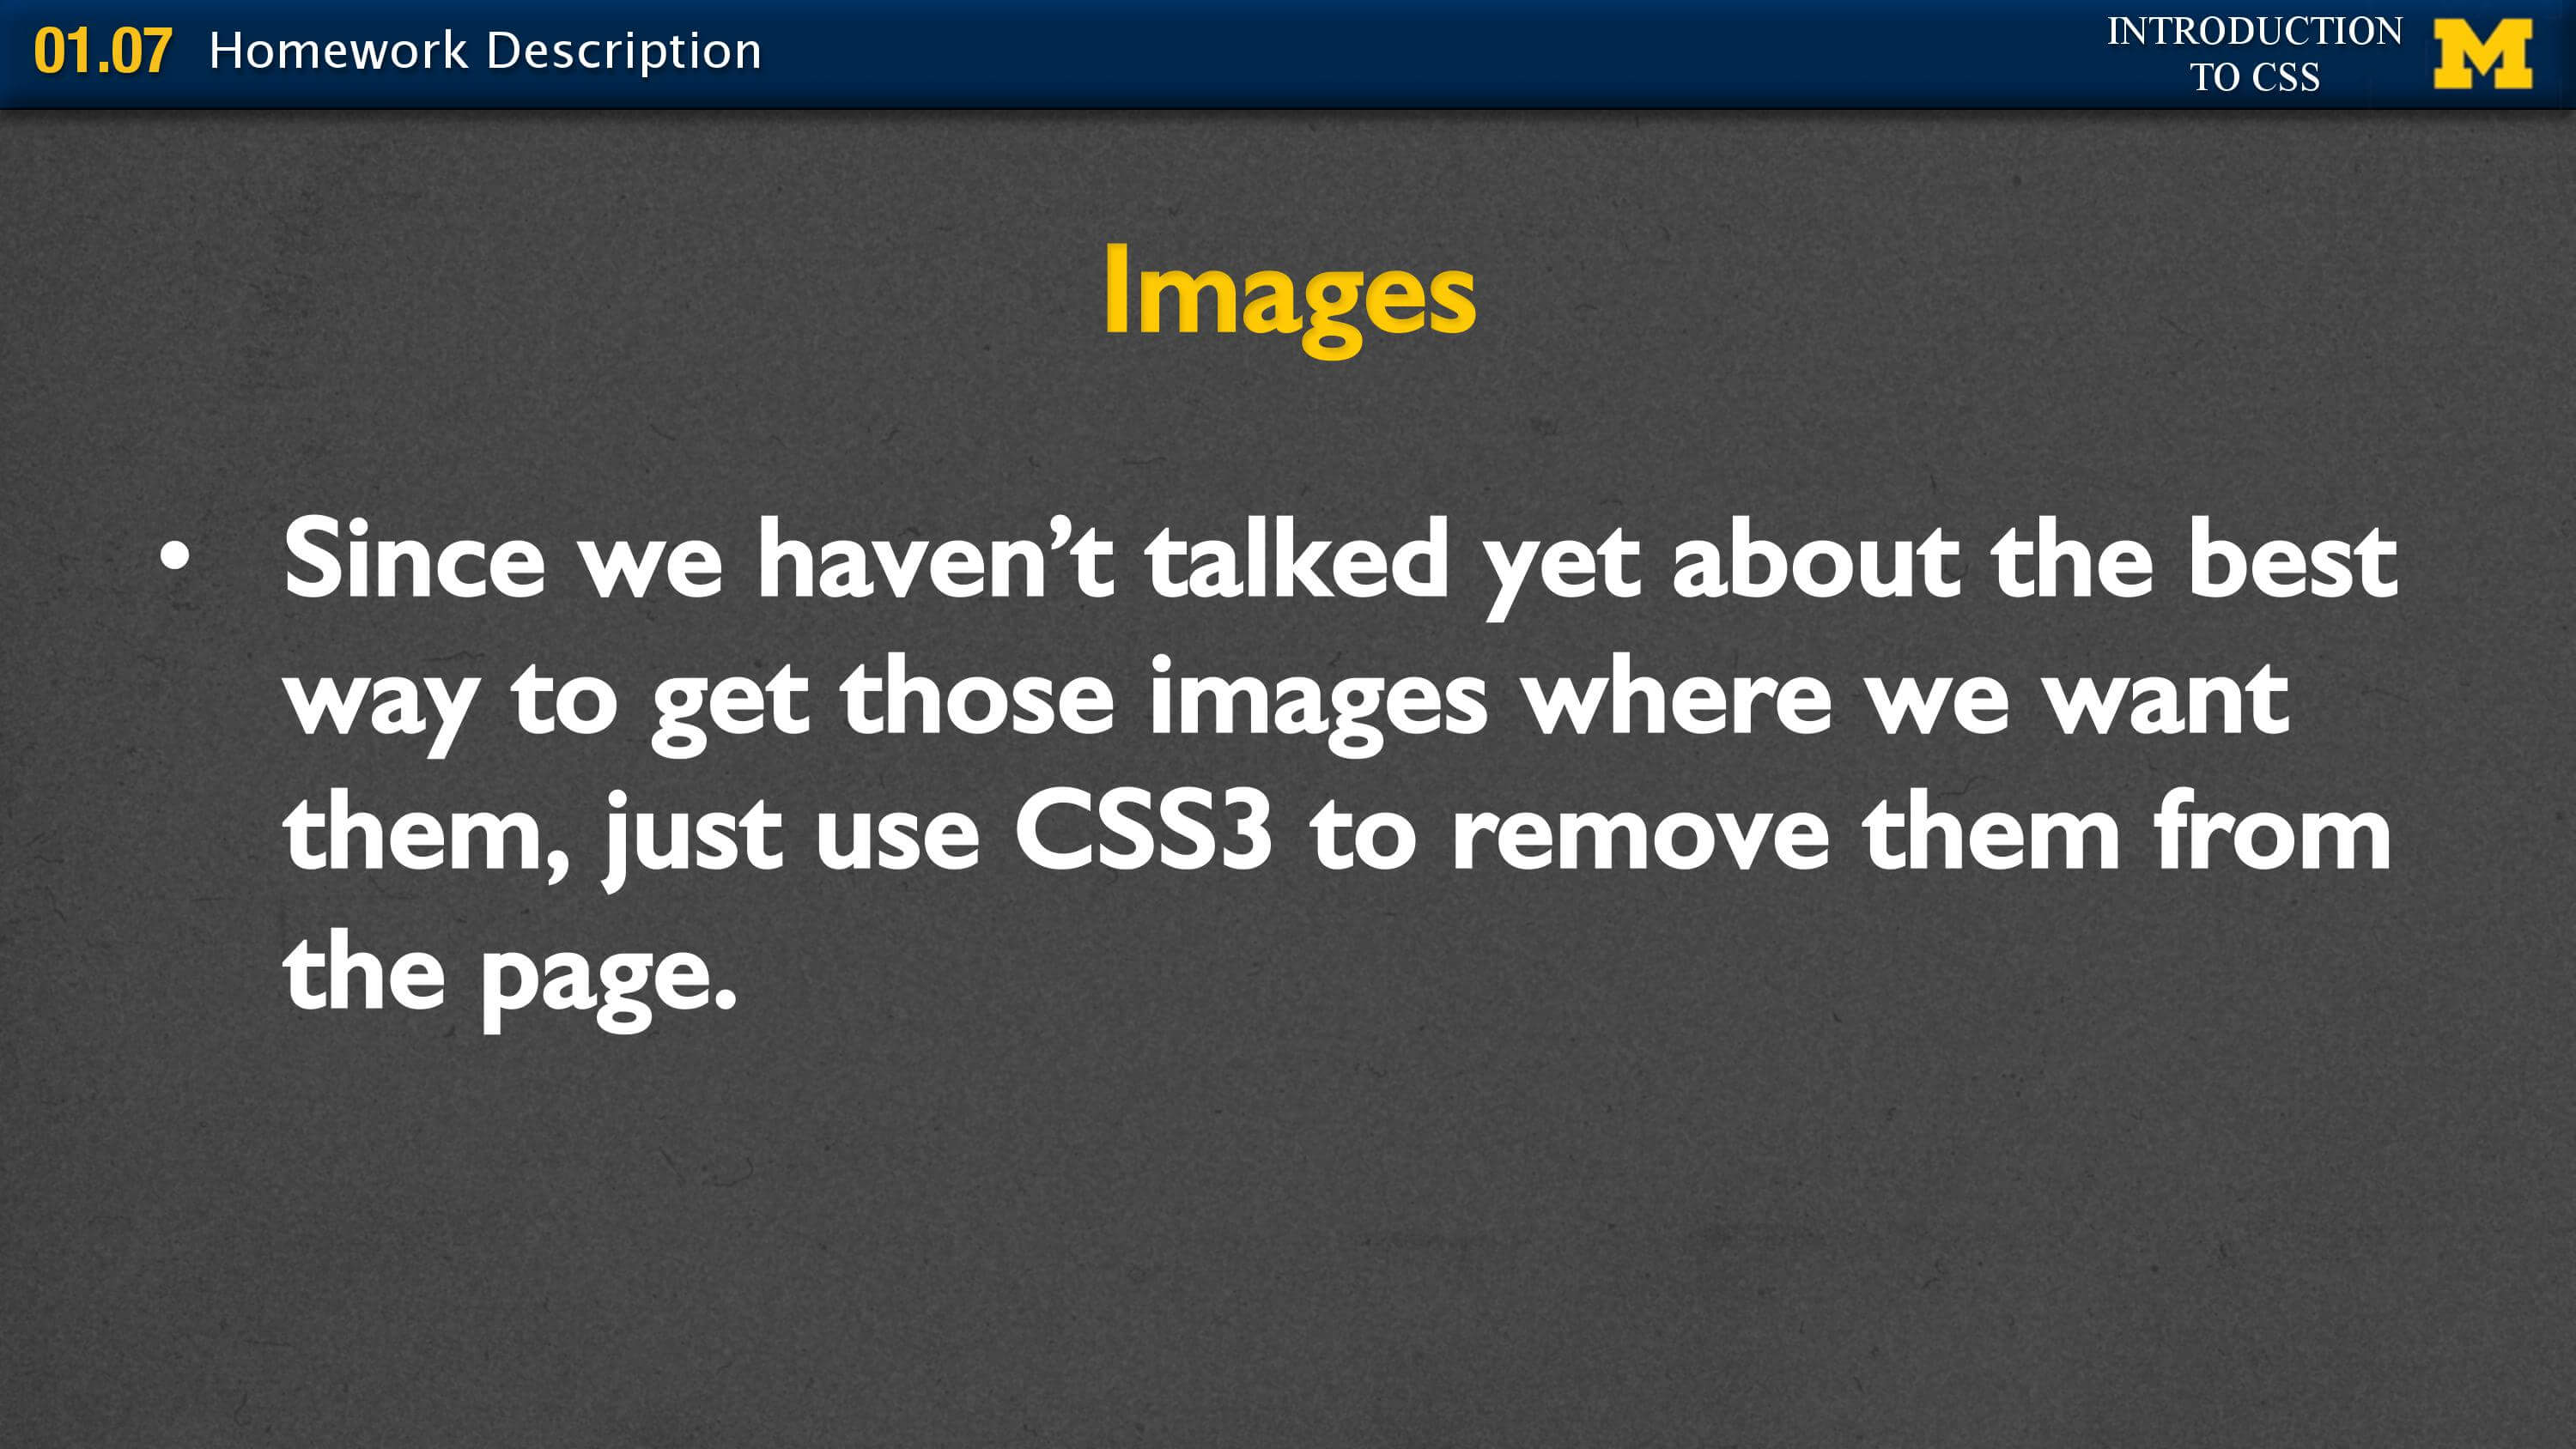 01.07 Homework Description
INTRODUCTION
TO CSS
M
Images
• Since we haven’t talked yet about the best
way to get those images where we want
them, just use CSS3 to remove them from
the page.